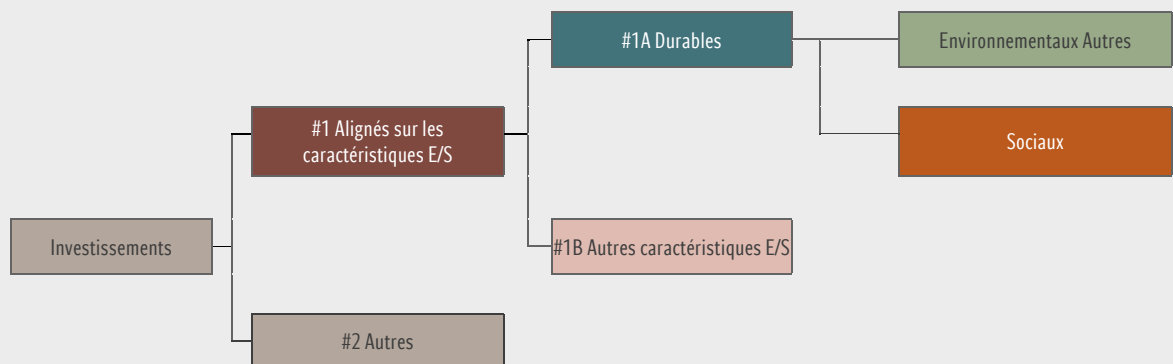 #1A Durables
Environnementaux Autres
#1 Alignés sur les
caractéristiques E/S
Sociaux
Investissements
#1B Autres caractéristiques E/S
#2 Autres